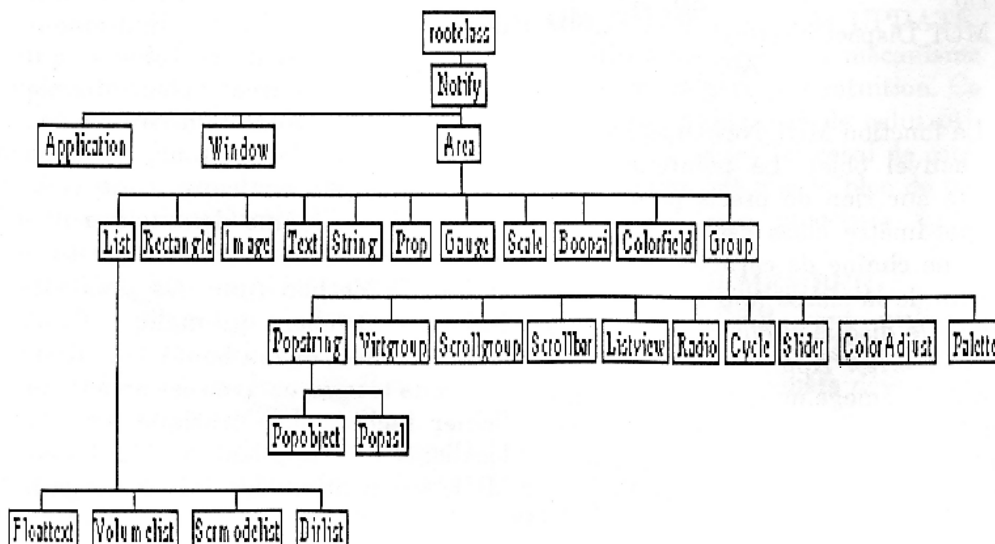 rootclass
Notify
Application Window Area
List Rectangle Image Text String Prop Gauge Scale Boopsi Colorfield Group
Popstring Virtgroup Scrollgroup Scrollbar Listview Radio Cycle Slider ColorAdjust Palette
Popobject Popasl
Floattext Volumelist Scrmodelist Dirlist